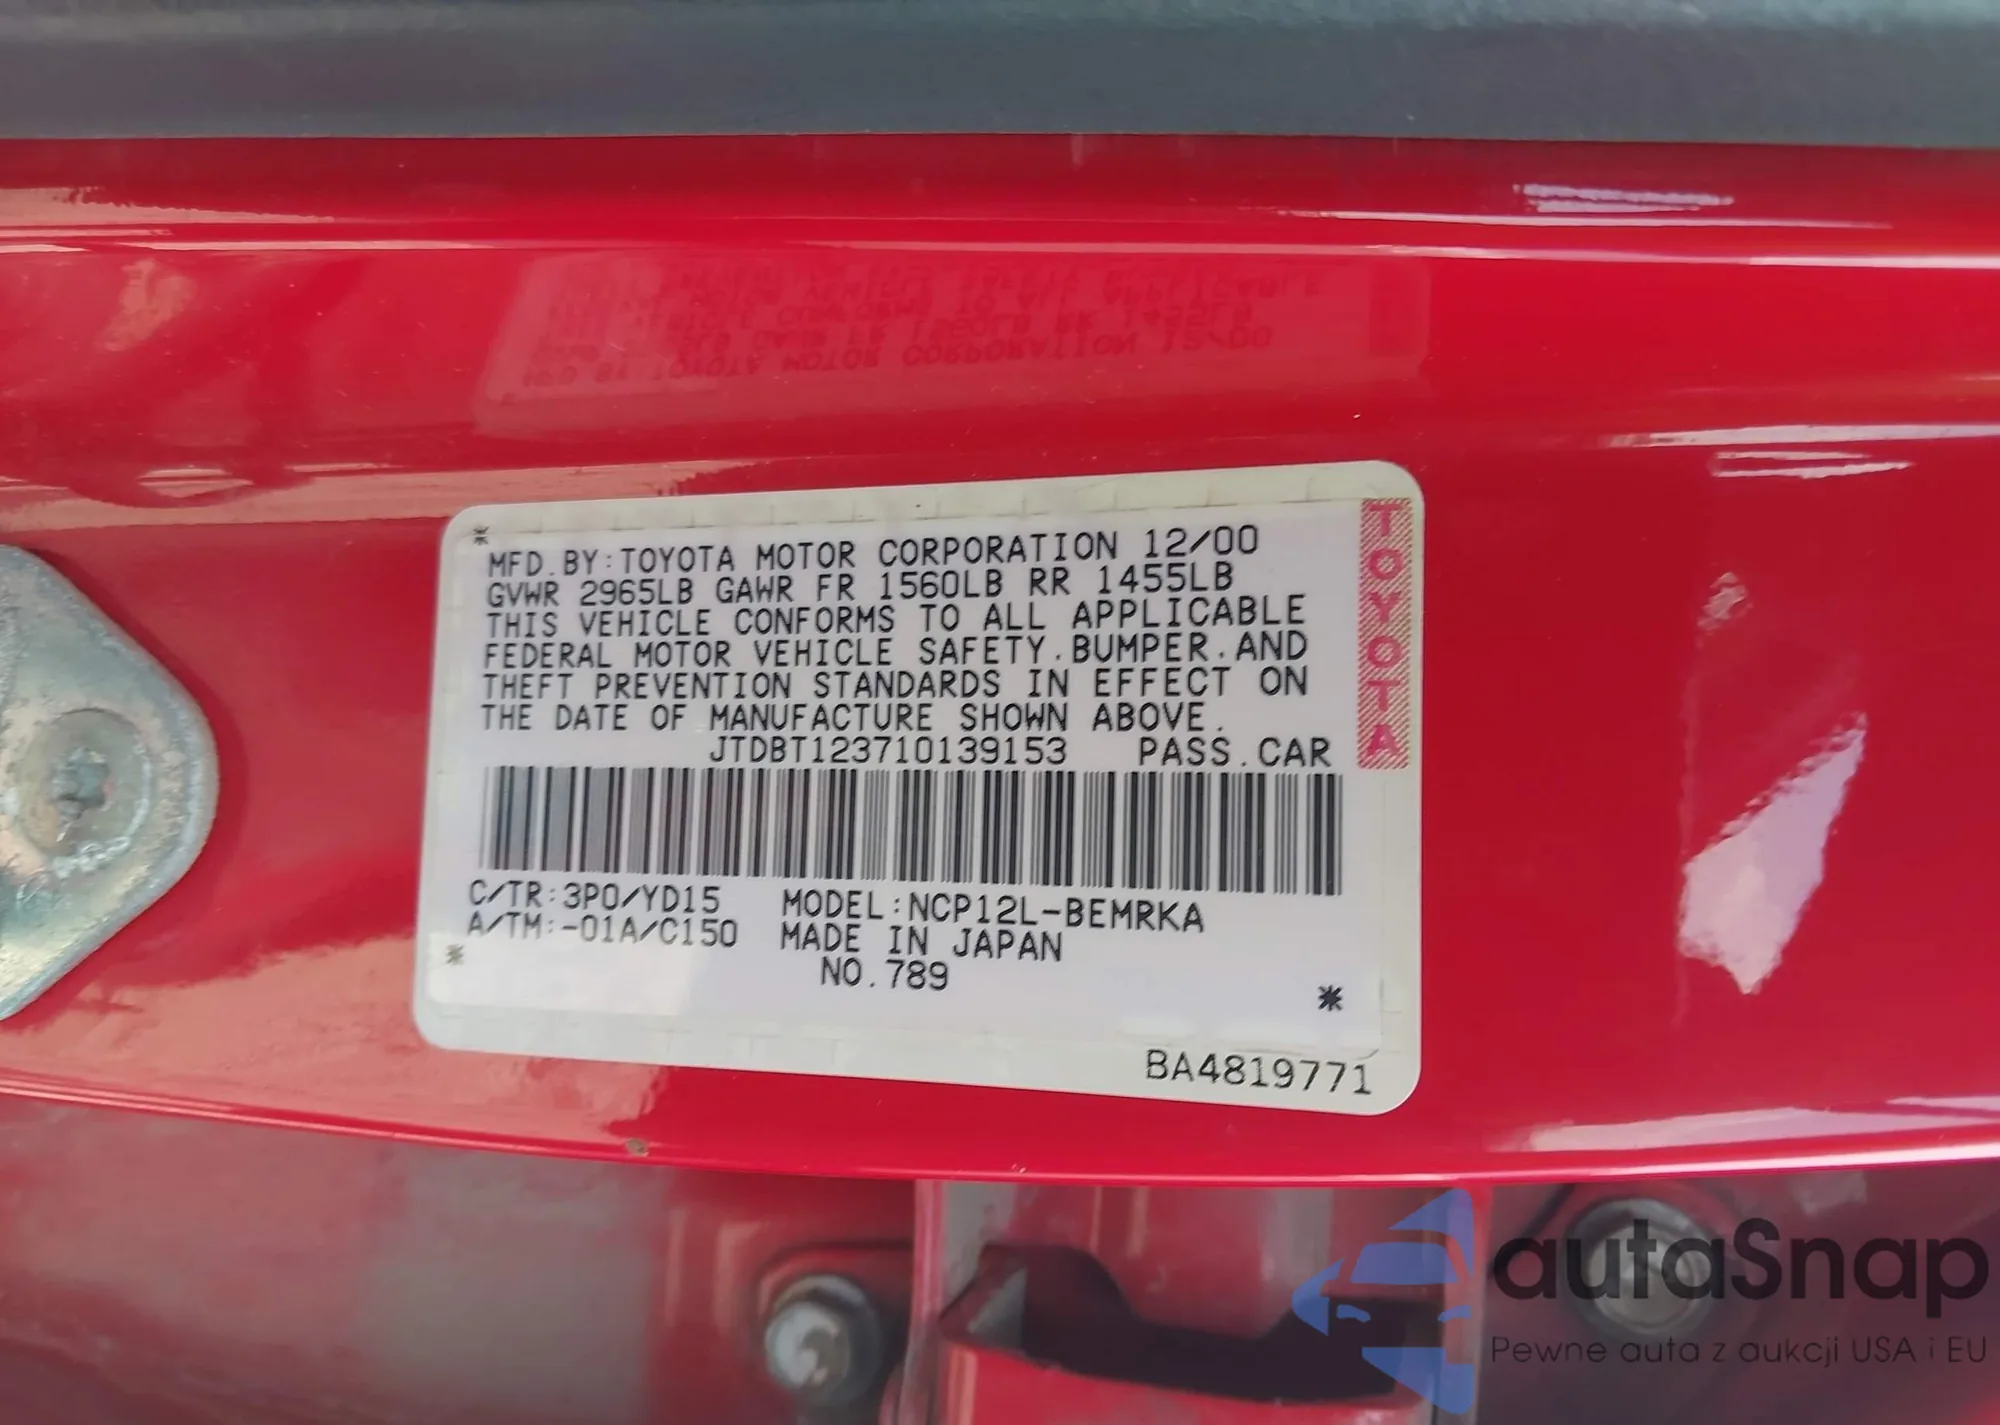 MFD. BY: TOYOTA MOTOR CORPORATION 12/00
GVWR 2965LB GAWR FR 1560LB RR 1455LB
THIS VEHICLE CONFORMS TO ALL APPLICABLE
FEDERAL MOTOR VEHICLE SAFETY. BUMPER. AND
THEFT PREVENTION STANDARDS IN EFFECT ON
THE DATE OF MANUFACTURE SHOWN ABOVE.
JTDBT123710139153 PASS. CAR
C/TR: 3P0/YD15 MODEL: NCP12L-BEMRKA
A/TM: -01A/C150 MADE IN JAPAN
NO. 789
BA4819771
TOYOTA
autaSnap
Pewne auta z aukcji USA i EU